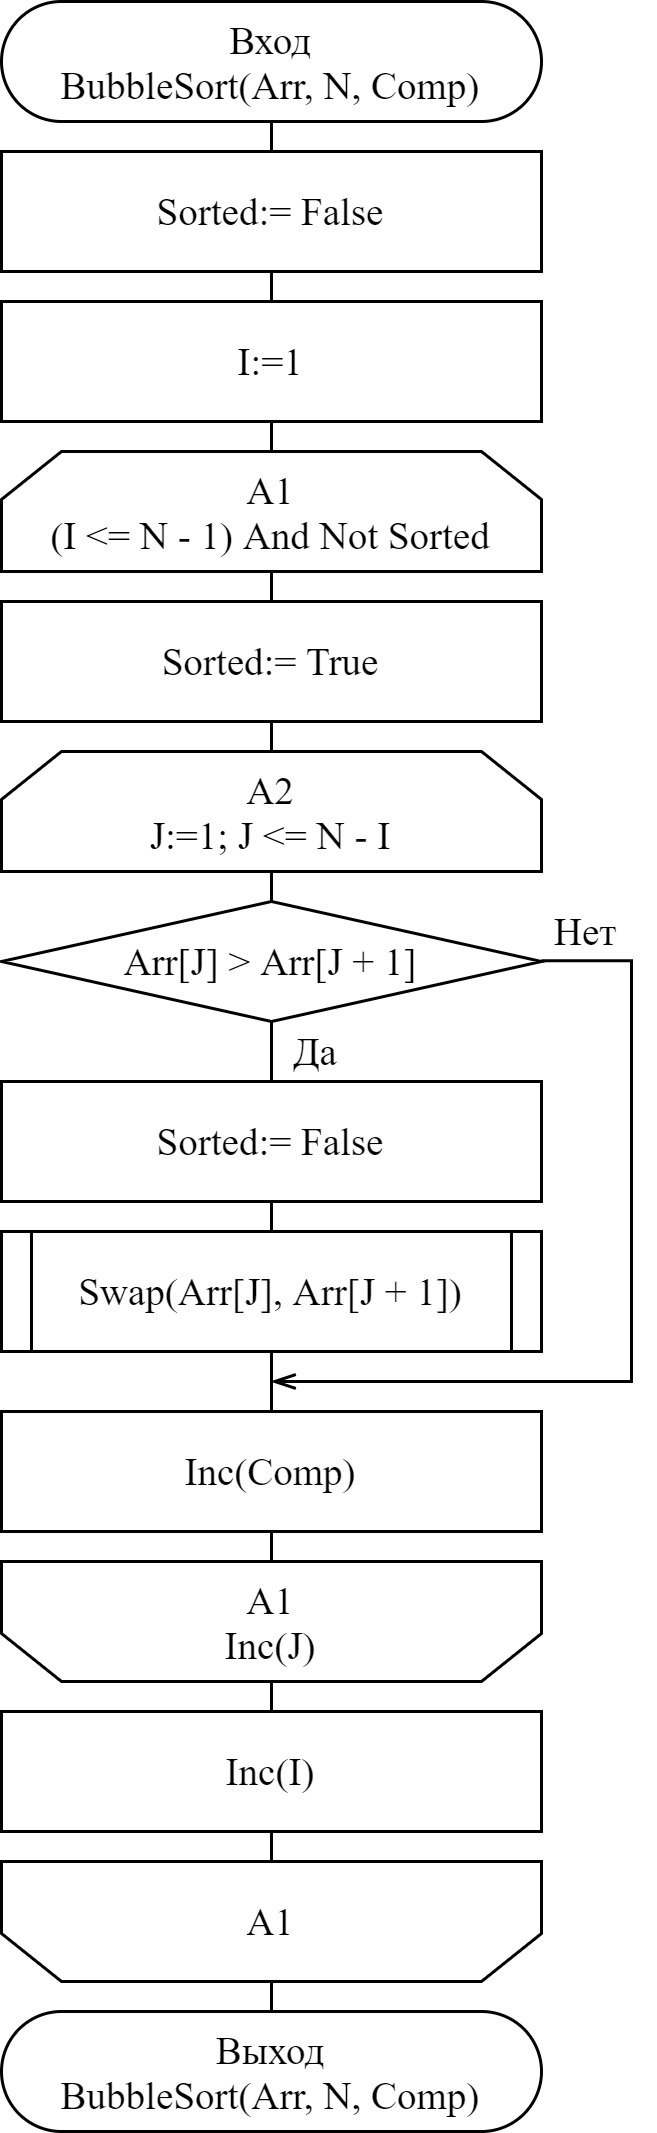 Вход
BubbleSort(Arr, N, Comp)
Sorted:= False
I:=1
A1
(I <= N - 1) And Not Sorted
Sorted:= True
A2
J:=1; J <= N - I
Arr[J] > Arr[J + 1]
Нет
Да
Sorted:= False
Swap(Arr[J], Arr[J + 1])
Inc(Comp)
A1
Inc(J)
Inc(I)
A1
Выход
BubbleSort(Arr, N, Comp)